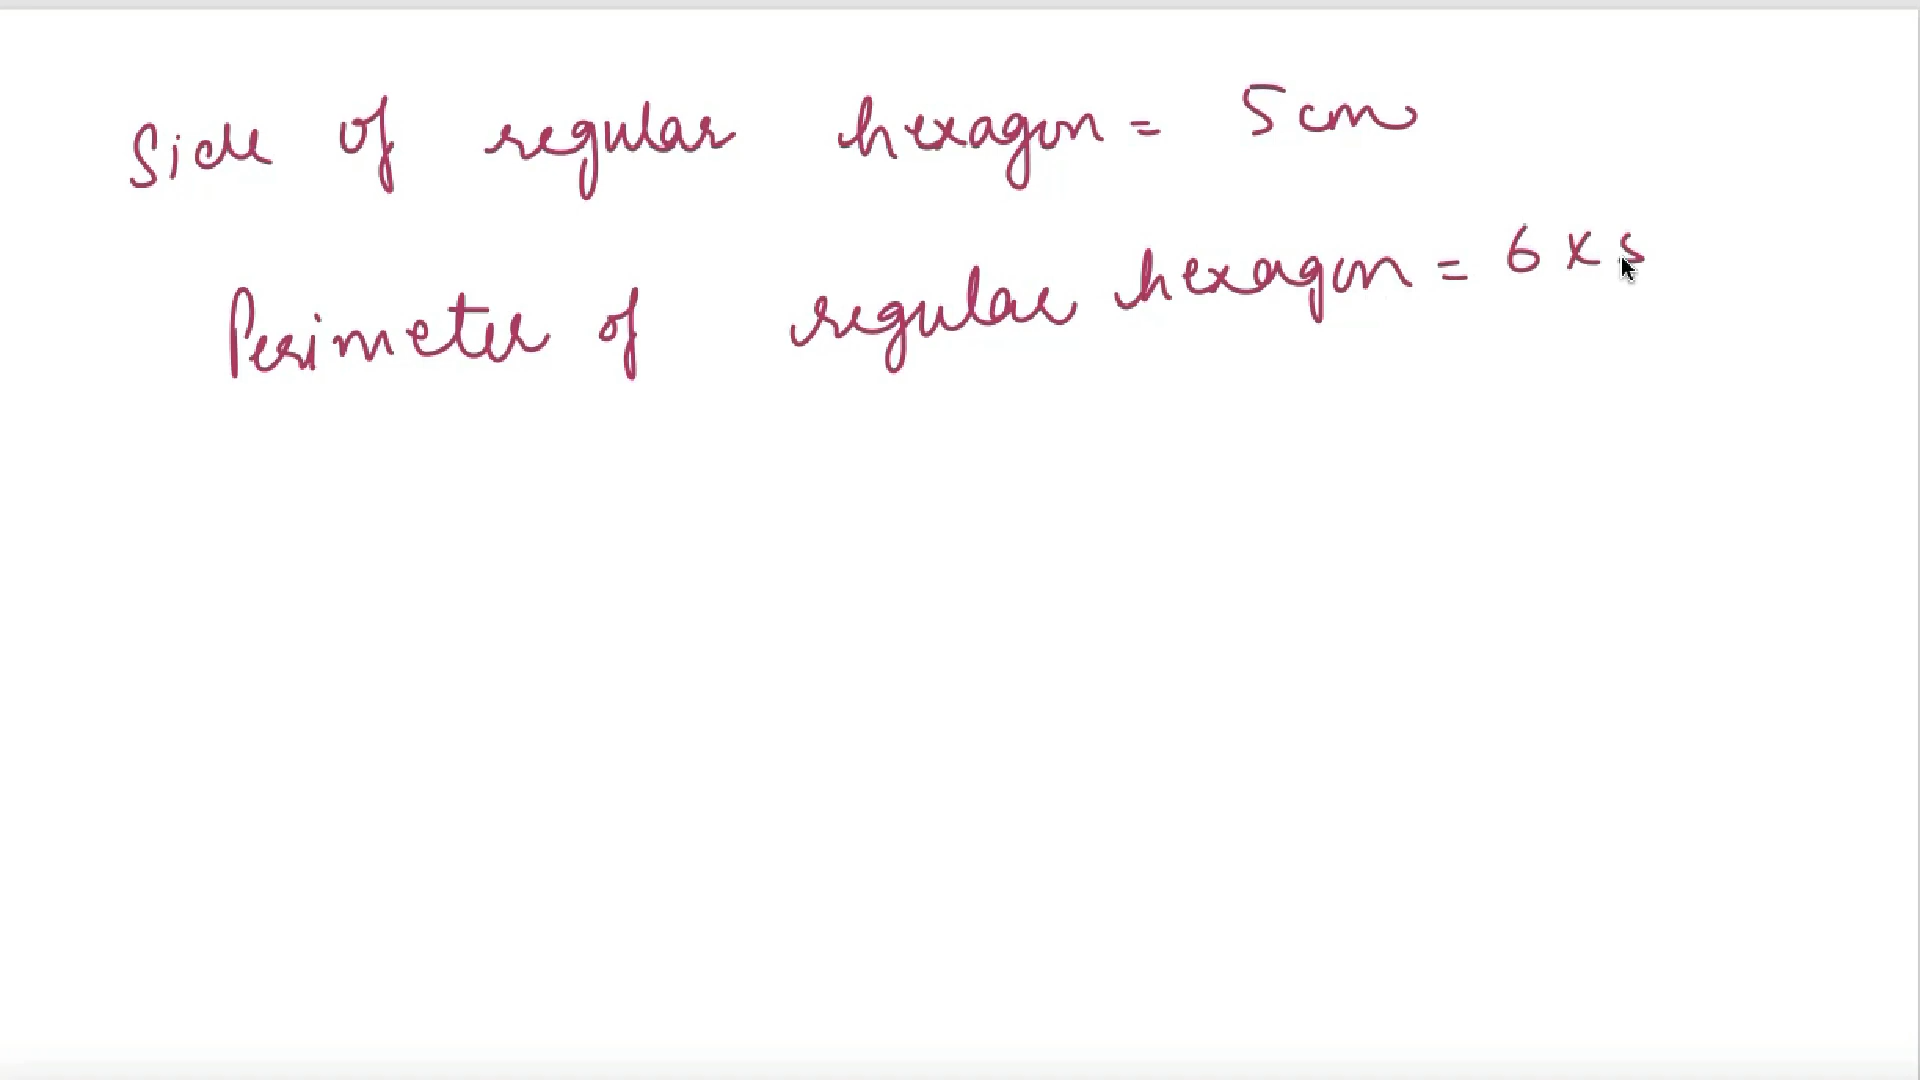 Side of regular hexagon = 5 cm
Perimeter of regular hexagon = 6 x s